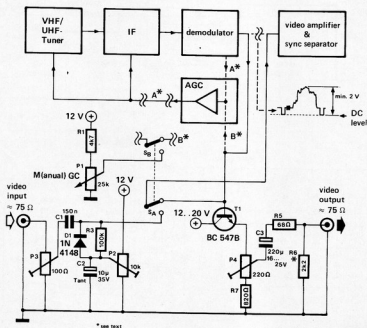 VHF/ UHF- Tuner
IF
demodulator
video amplifier & sync separator
A*
min. 2 V
DC level
AGC
A*
B*
12 V
R1
4k7
B*
SB
P1
25k
M(anual) GC
12 V
video input
≈ 75 Ω
C1 150n
SA
12...20 V
T1
BC 547B
video output
≈ 75 Ω
R5
68Ω
D1
1N 4148
R3
100k
P2
10k
C3
220µ
16... 25V
R6
*
2k2
P3
100Ω
C2
Tant
10µ 35V
P4
220Ω
R7
820Ω
* see text